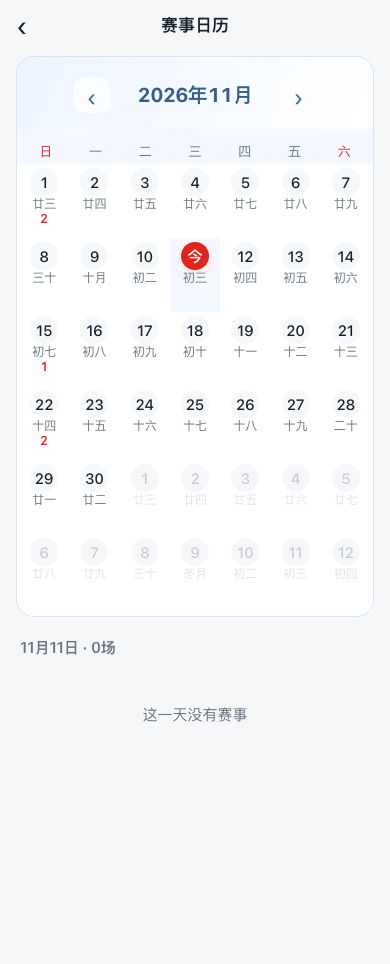 ‹ 赛事日历
‹ 2026年11月 ›
日 一 二 三 四 五 六
1 2 3 4 5 6 7
廿三 廿四 廿五 廿六 廿七 廿八 廿九
2
8 9 10 今 12 13 14
三十 十月 初二 初三 初四 初五 初六
15 16 17 18 19 20 21
初七 初八 初九 初十 十一 十二 十三
1
22 23 24 25 26 27 28
十四 十五 十六 十七 十八 十九 二十
2
29 30 1 2 3 4 5
廿一 廿二 廿三 廿四 廿五 廿六 廿七
6 7 8 9 10 11 12
廿八 廿九 三十 冬月 初二 初三 初四
11月11日 · 0场
这一天没有赛事